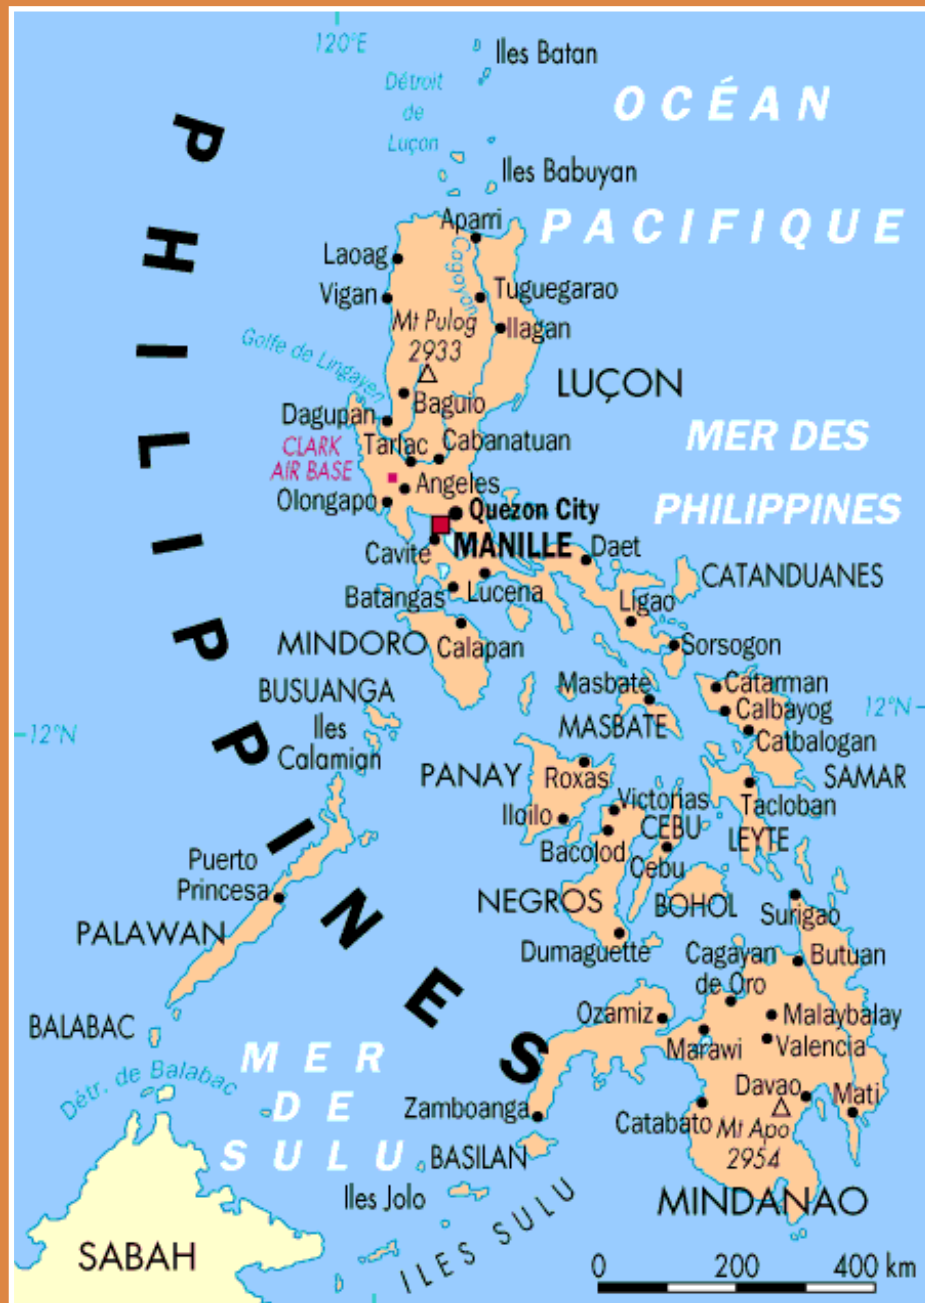 120°E
Iles Batan
Détroit
de
Luçon
OCÉAN
Iles Babuyan
PACIFIQUE
Aparri
Laoag
Cagayan
Vigan
Tuguegarao
Mt Pulog
2933
Ilagan
Golfe de Lingayen
LUÇON
Baguio
Dagupan
CLARK
AIR BASE
Tarlac
Cabanatuan
MER DES
PHILIPPINES
Angeles
Olongapo
Quezon City
MANILLE
Cavite
Daet
CATANDUANES
Batangas
Lucena
Ligao
MINDORO
Calapan
Sorsogon
BUSUANGA
Masbate
Catarman
Iles
Calamian
MASBATE
Calbayog
12°N
12°N
Catbalogan
PANAY
Roxas
SAMAR
Iloilo
Victorias
Tacloban
CEBU
Bacolod
LEYTE
Cebu
Puerto
Princesa
NEGROS
BOHOL
Surigao
PALAWAN
Dumaguette
Cagayan
de Oro
Butuan
PHILIPPINES
Ozamiz
Malaybalay
BALABAC
Marawi
Valencia
MER
DE
SULU
Détr. de Balabac
Davao
Mati
Zamboanga
Catabato
Mt Apo
2954
BASILAN
Iles Jolo
ILES SULU
MINDANAO
SABAH
0 200 400 km